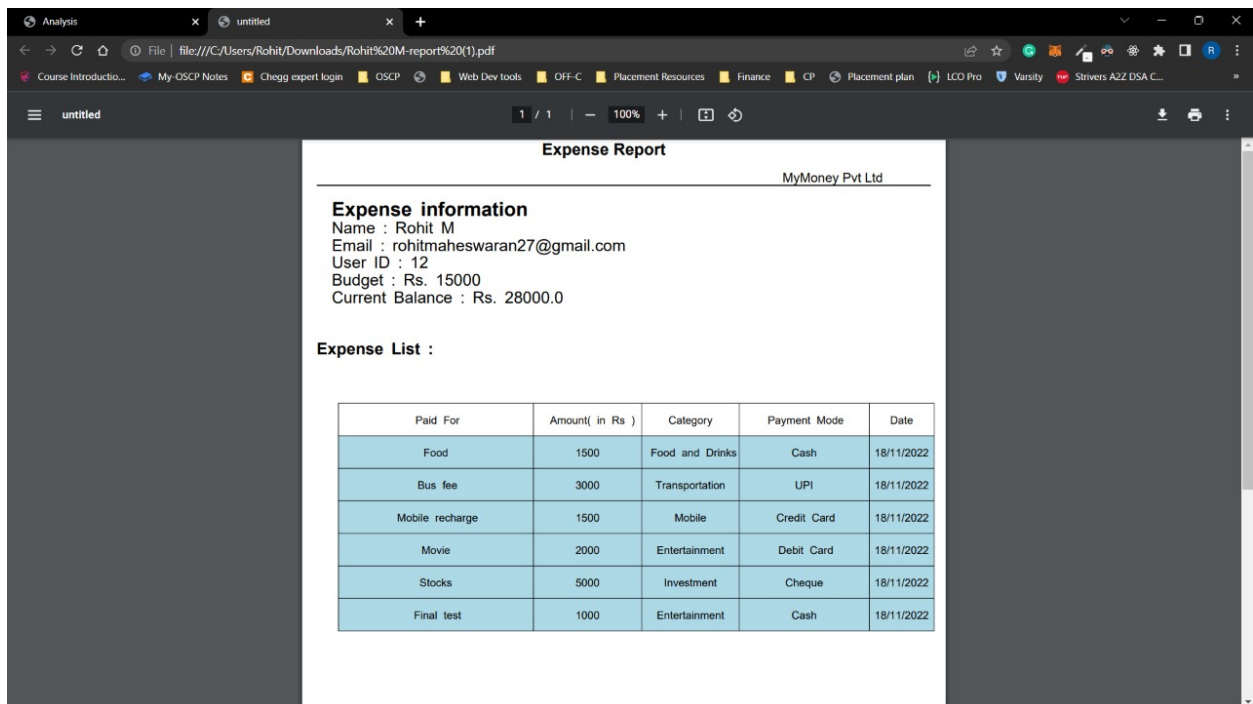 Analysis
untitled
File | file:///C:/Users/Rohit/Downloads/Rohit%20M-report%20(1).pdf
R
Course Introductio... My-OSCP Notes Chegg expert login OSCP Web Dev tools OFF-C Placement Resources Finance CP Placement plan LCO Pro Varsity Strivers A2Z DSA C... »
untitled 1 / 1 | − 100% + |
Expense Report
MyMoney Pvt Ltd
Expense information
Name : Rohit M
Email : rohitmaheswaran27@gmail.com
User ID : 12
Budget : Rs. 15000
Current Balance : Rs. 28000.0
Expense List :
Paid For Amount( in Rs ) Category Payment Mode Date
Food 1500 Food and Drinks Cash 18/11/2022
Bus fee 3000 Transportation UPI 18/11/2022
Mobile recharge 1500 Mobile Credit Card 18/11/2022
Movie 2000 Entertainment Debit Card 18/11/2022
Stocks 5000 Investment Cheque 18/11/2022
Final test 1000 Entertainment Cash 18/11/2022